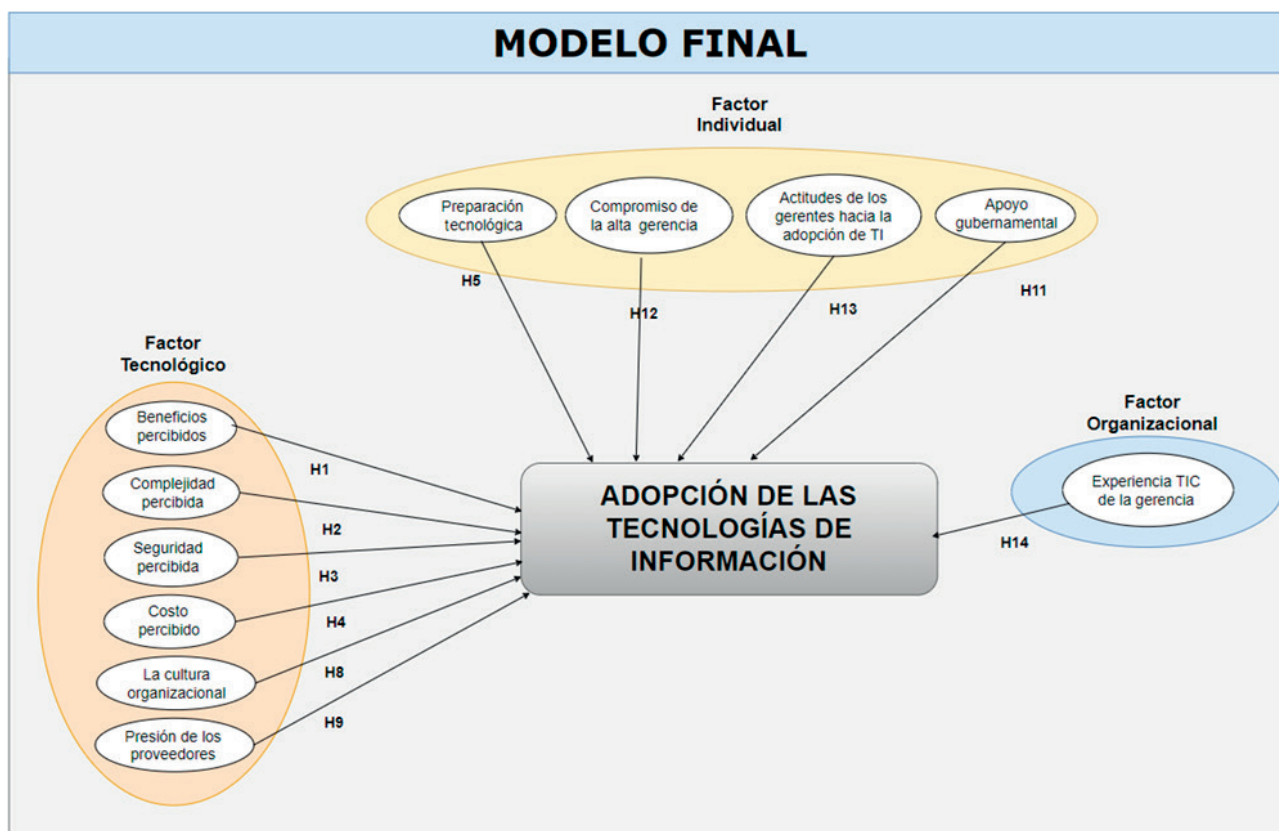 MODELO FINAL
Factor
Individual
Preparación
tecnológica
Compromiso de
la alta gerencia
Actitudes de los
gerentes hacia la
adopción de TI
Apoyo
gubernamental
H5
H12
H13
H11
Factor
Tecnológico
Beneficios
percibidos
Complejidad
percibida
Seguridad
percibida
Costo
percibido
La cultura
organizacional
Presión de los
proveedores
H1
H2
H3
H4
H8
H9
ADOPCIÓN DE LAS
TECNOLOGÍAS DE
INFORMACIÓN
Factor
Organizacional
Experiencia TIC
de la gerencia
H14